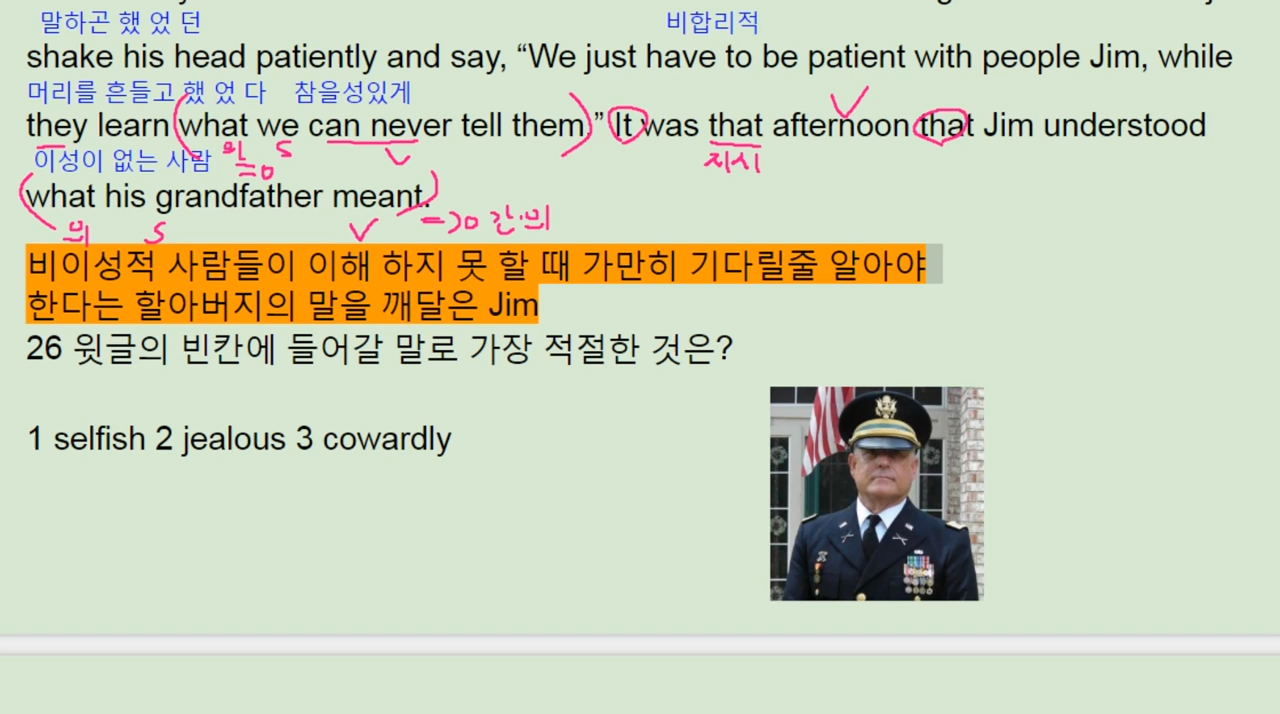 말하곤 했 었 던 비합리적
shake his head patiently and say, “We just have to be patient with people Jim, while
머리를 흔들고 했 었 다 참을성있게
they learn what we can never tell them.” It was that afternoon that Jim understood
의 S
=O V 지시
이성이 없는 사람
what his grandfather meant.
의 S V => O 간·의
비이성적 사람들이 이해 하지 못 할 때 가만히 기다릴줄 알아야
한다는 할아버지의 말을 깨달은 Jim
26 윗글의 빈칸에 들어갈 말로 가장 적절한 것은?
1 selfish 2 jealous 3 cowardly